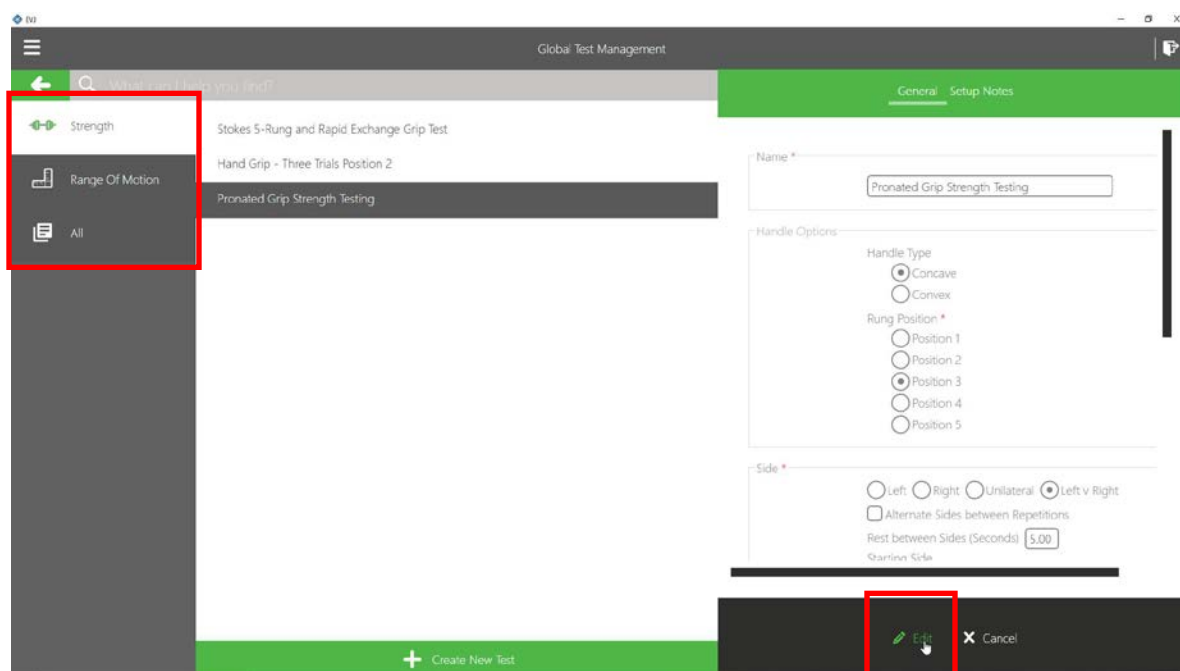 EVJ
Global Test Management
What can I help you find?
Strength
Range Of Motion
All
Stokes 5-Rung and Rapid Exchange Grip Test
Hand Grip - Three Trials Position 2
Pronated Grip Strength Testing
Create New Test
General Setup Notes
Name *
Pronated Grip Strength Testing
Handle Options
Handle Type
Concave
Convex
Rung Position *
Position 1
Position 2
Position 3
Position 4
Position 5
Side *
Left Right Unilateral Left v Right
Alternate Sides between Repetitions
Rest between Sides (Seconds) 5.00
Starting Side
Edit Cancel